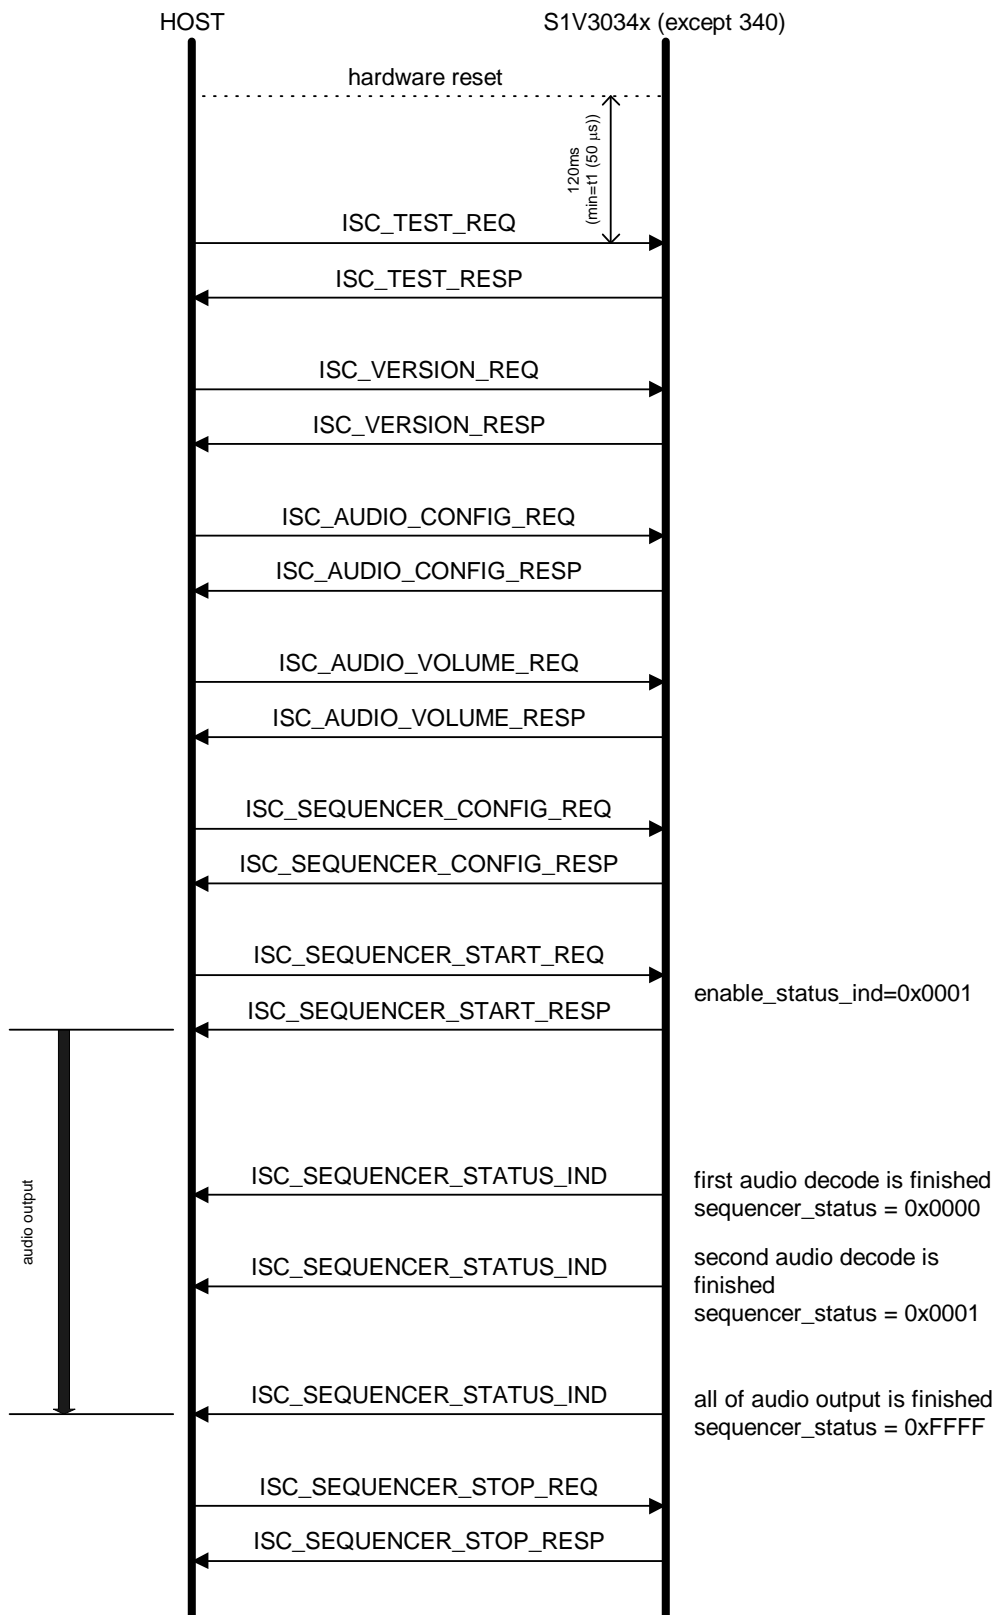 HOST
S1V3034x (except 340)
hardware reset
120ms
(min=t1 (50 μs))
ISC_TEST_REQ
ISC_TEST_RESP
ISC_VERSION_REQ
ISC_VERSION_RESP
ISC_AUDIO_CONFIG_REQ
ISC_AUDIO_CONFIG_RESP
ISC_AUDIO_VOLUME_REQ
ISC_AUDIO_VOLUME_RESP
ISC_SEQUENCER_CONFIG_REQ
ISC_SEQUENCER_CONFIG_RESP
ISC_SEQUENCER_START_REQ
enable_status_ind=0x0001
ISC_SEQUENCER_START_RESP
audio output
ISC_SEQUENCER_STATUS_IND
first audio decode is finished
sequencer_status = 0x0000
ISC_SEQUENCER_STATUS_IND
second audio decode is
finished
sequencer_status = 0x0001
ISC_SEQUENCER_STATUS_IND
all of audio output is finished
sequencer_status = 0xFFFF
ISC_SEQUENCER_STOP_REQ
ISC_SEQUENCER_STOP_RESP